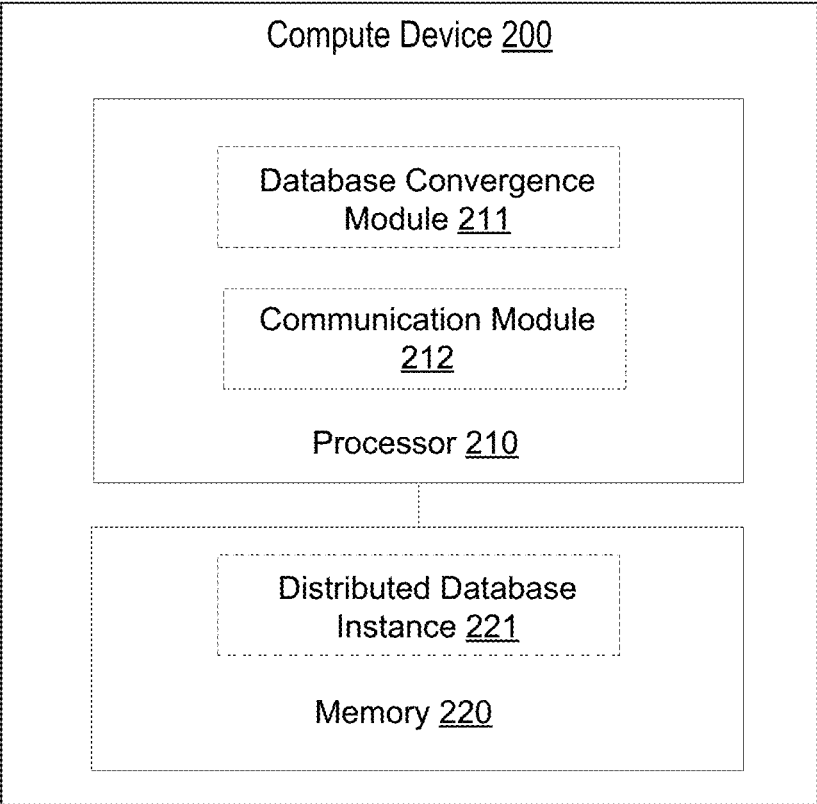 Compute Device 200
Database Convergence
Module 211
Communication Module
212
Processor 210
Distributed Database
Instance 221
Memory 220